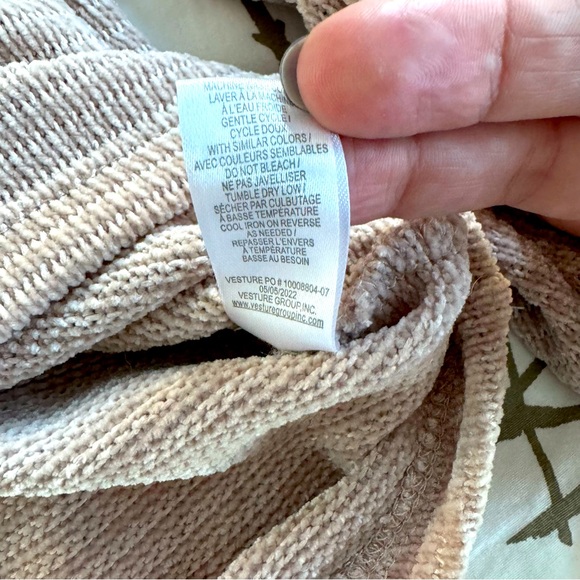 MACHINE WASH
LAVER À LA MACHINE
À L'EAU FROIDE
GENTLE CYCLE /
CYCLE DOUX
WITH SIMILAR COLORS /
AVEC COULEURS SEMBLABLES
DO NOT BLEACH /
NE PAS JAVELLISER
TUMBLE DRY LOW /
SÉCHER PAR CULBUTAGE
À BASSE TEMPÉRATURE
COOL IRON ON REVERSE
AS NEEDED /
REPASSER L'ENVERS
À TEMPÉRATURE
BASSE AU BESOIN
VESTURE PO # 10008804-07
05/05/2022
VESTURE GROUP, INC.
www.vesturegroupinc.com